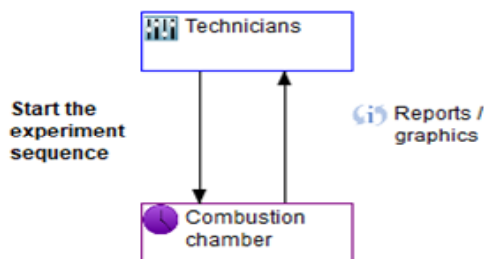 Technicians
Start the
experiment
sequence
Reports /
graphics
Combustion
chamber